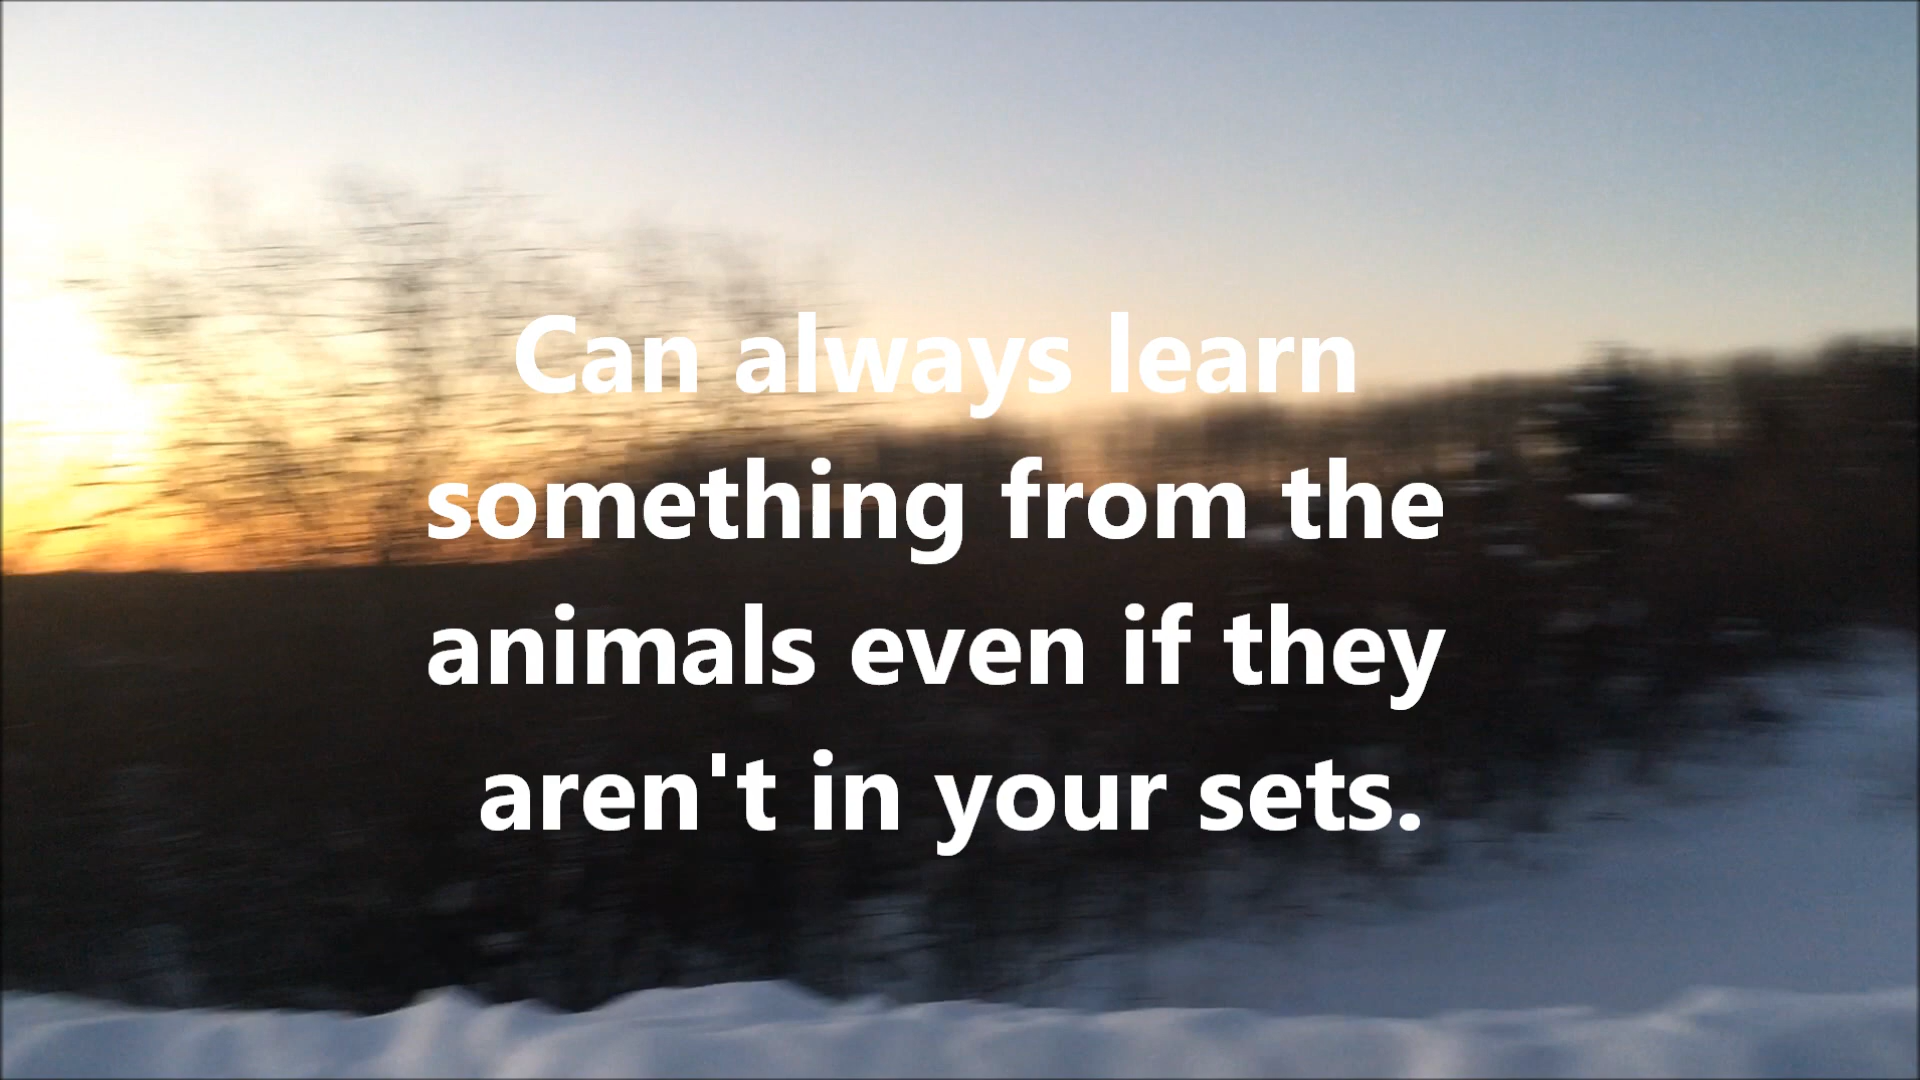 Can always learn
something from the
animals even if they
aren't in your sets.